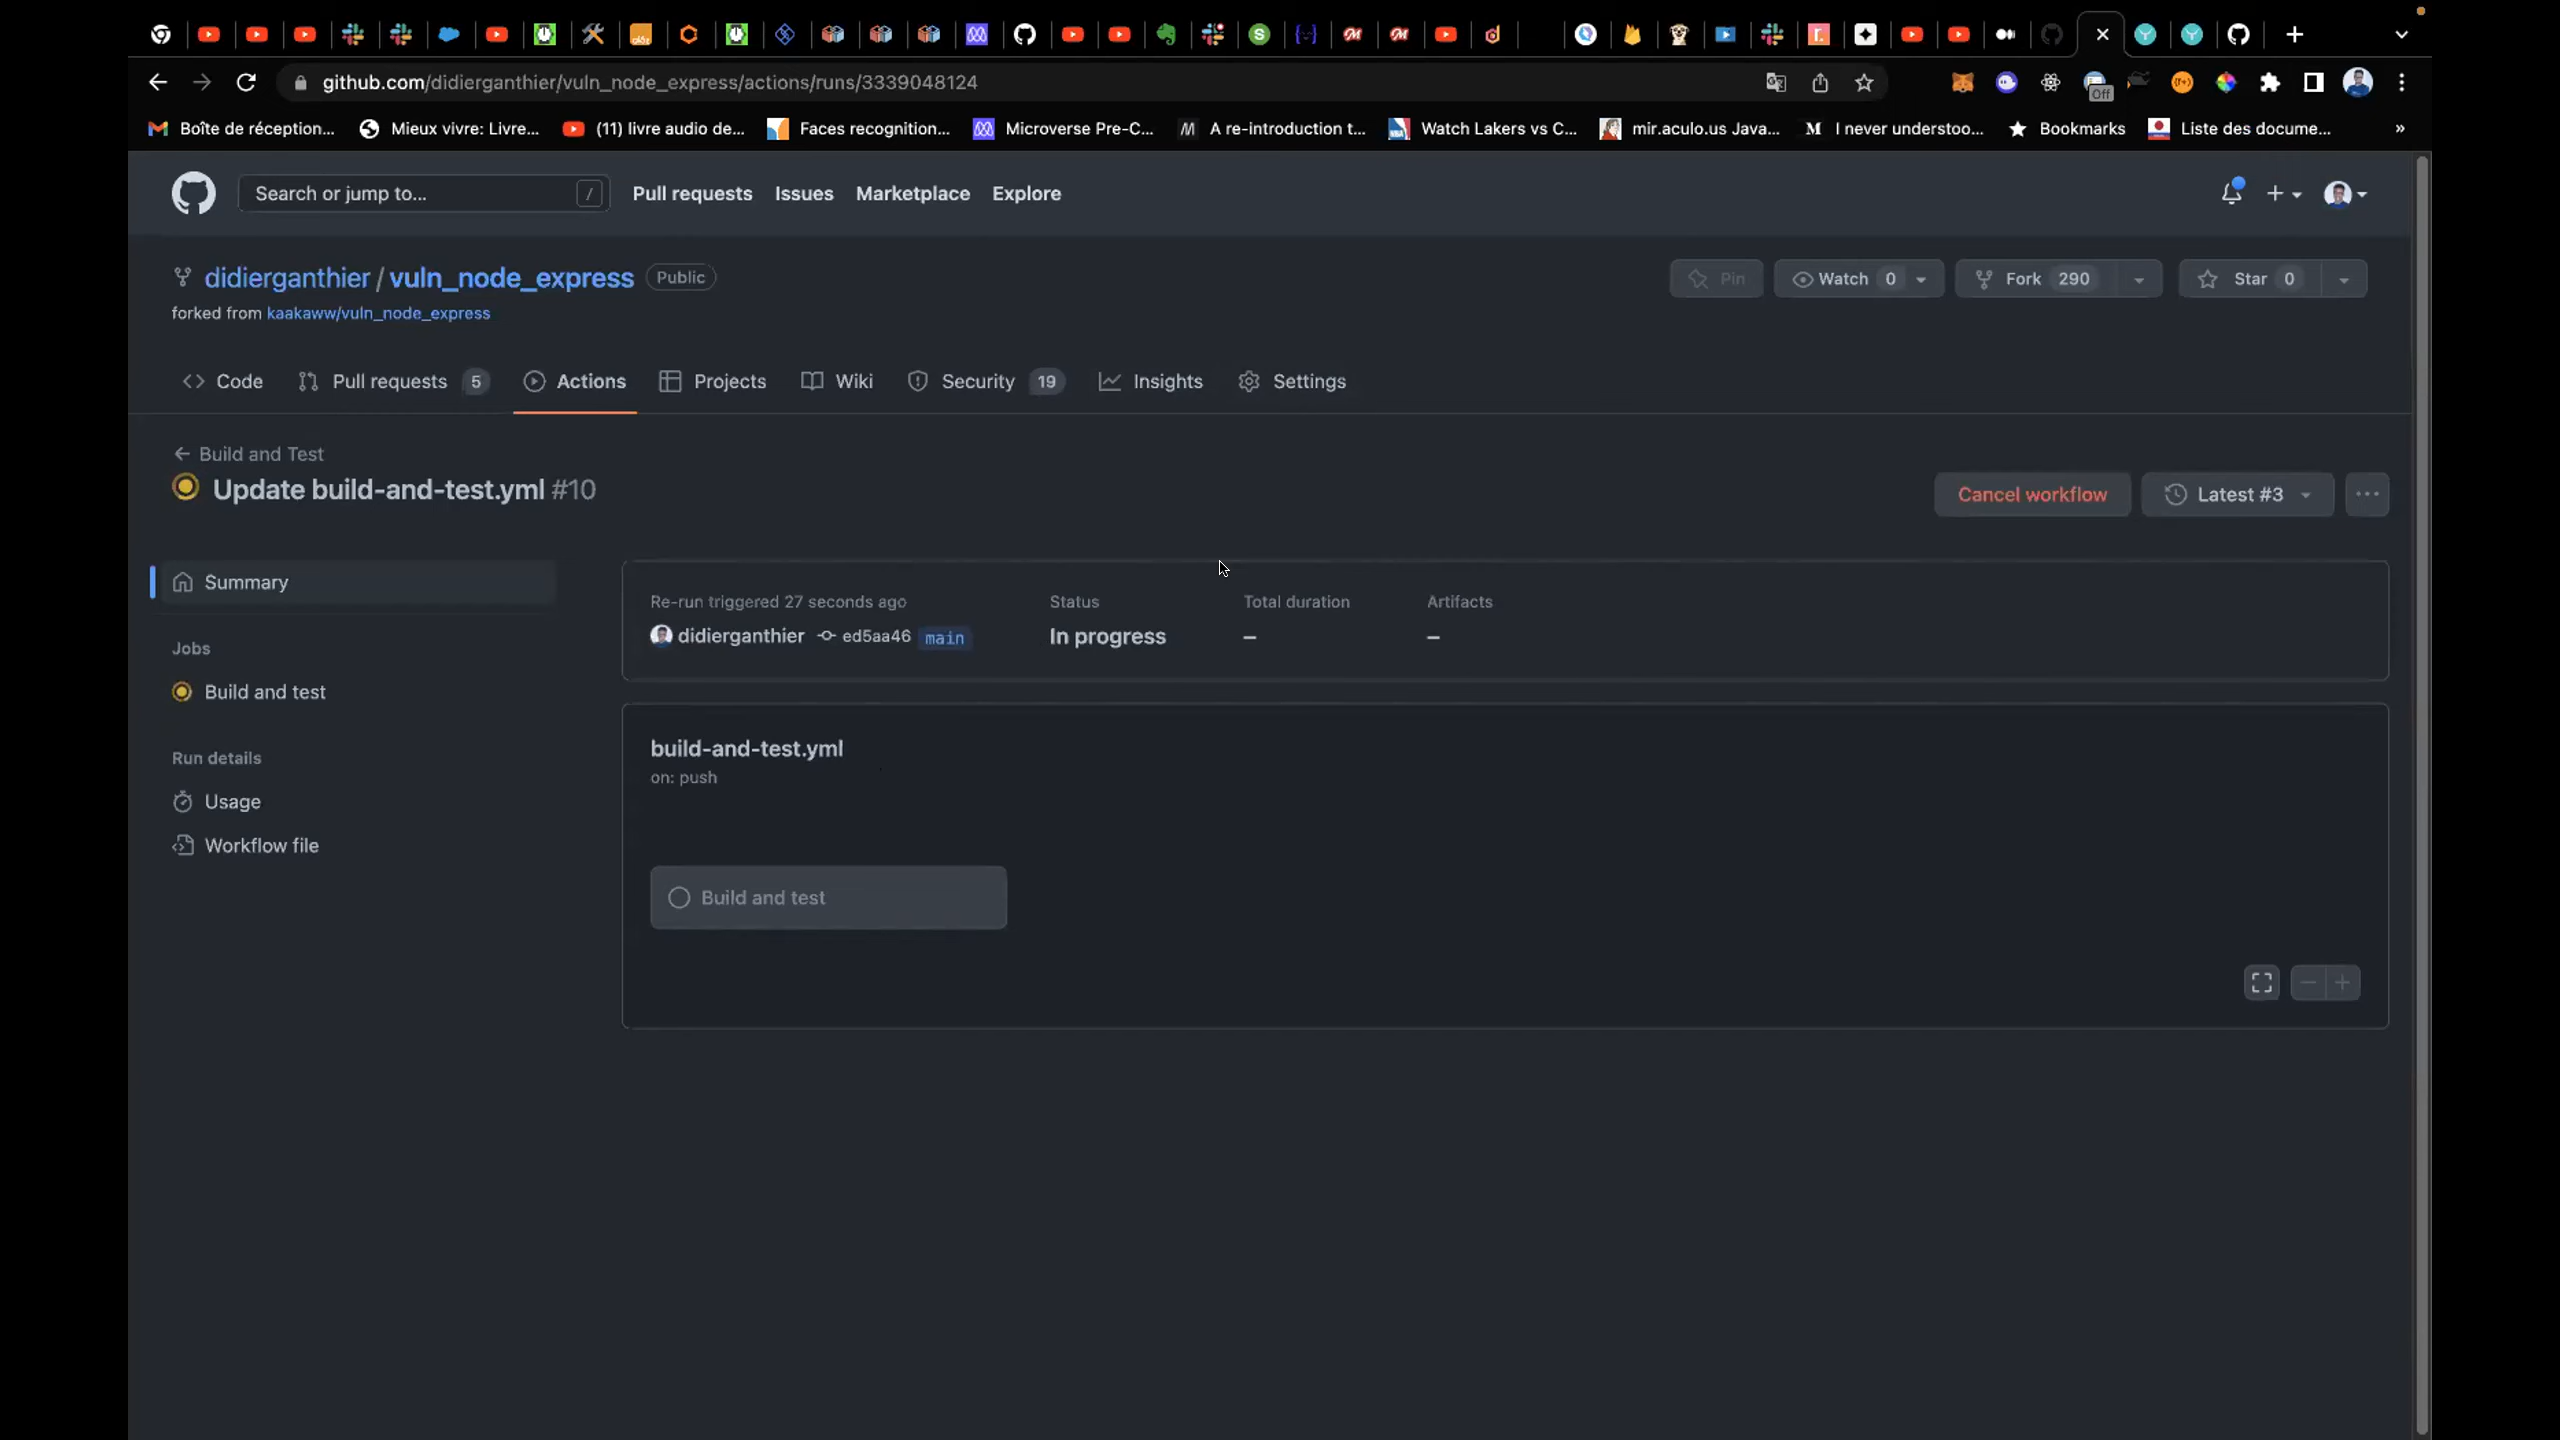 github.com/didierganthier/vuln_node_express/actions/runs/3339048124
Off
Boîte de réception... Mieux vivre: Livre... (11) livre audio de... Faces recognition... Microverse Pre-C... A re-introduction t... Watch Lakers vs C... mir.aculo.us Java... I never understoo... Bookmarks Liste des docume... »
Search or jump to... / Pull requests Issues Marketplace Explore
didierganthier / vuln_node_express Public Pin Watch 0 Fork 290 Star 0
forked from kaakaww/vuln_node_express
Code Pull requests 5 Actions Projects Wiki Security 19 Insights Settings
← Build and Test
Update build-and-test.yml #10 Cancel workflow Latest #3 ...
Summary
Re-run triggered 27 seconds ago Status Total duration Artifacts
didierganthier ed5aa46 main In progress – –
Jobs
Build and test
build-and-test.yml
on: push
Run details
Usage
Workflow file
Build and test